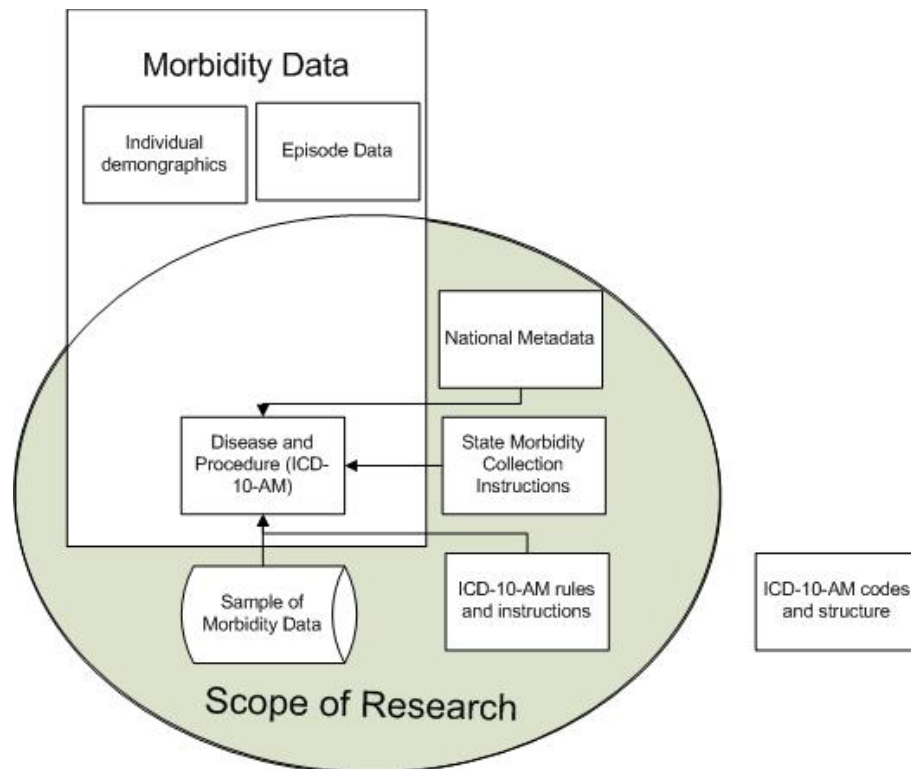 Morbidity Data
Individual
demongraphics
Episode Data
National Metadata
Disease and
Procedure (ICD-
10-AM)
State Morbidity
Collection
Instructions
Sample of
Morbidity Data
ICD-10-AM rules
and instructions
ICD-10-AM codes
and structure
Scope of Research